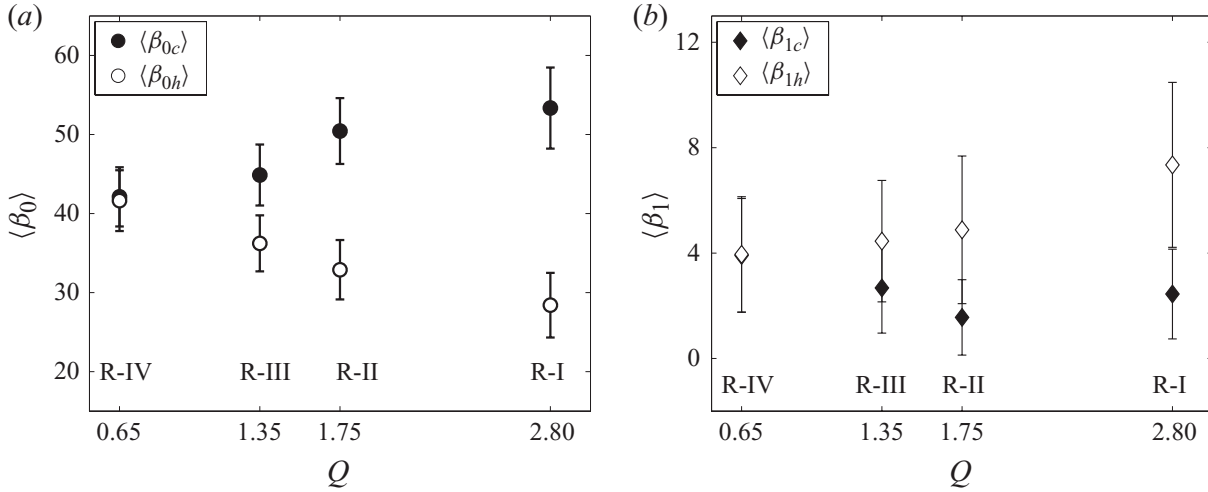 (a)
⟨β0c⟩
⟨β0h⟩
60
50
40
30
20
⟨β0⟩
R-IV R-III R-II R-I
0.65 1.35 1.75 2.80
Q
(b)
⟨β1c⟩
⟨β1h⟩
12
8
4
0
⟨β1⟩
R-IV R-III R-II R-I
0.65 1.35 1.75 2.80
Q